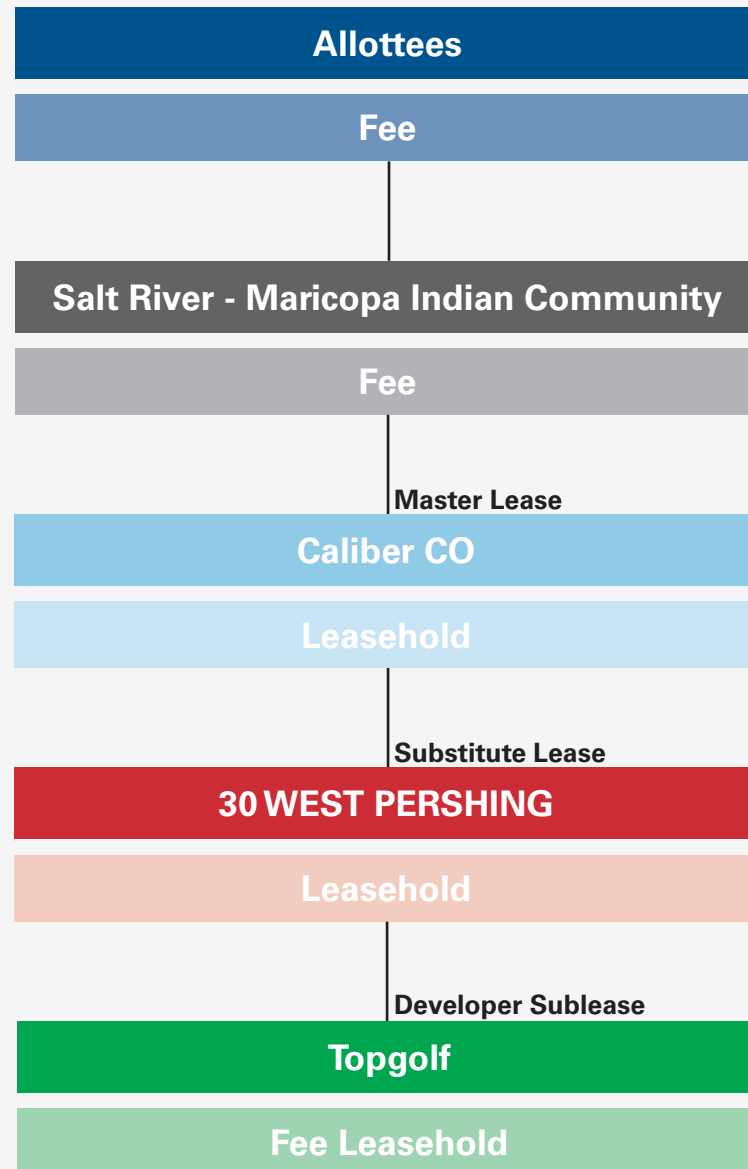 Allottees
Fee
Salt River - Maricopa Indian Community
Fee
Master Lease
Caliber CO
Leasehold
Substitute Lease
30 WEST PERSHING
Leasehold
Developer Sublease
Topgolf
Fee Leasehold